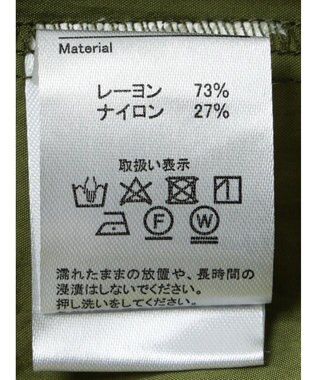 Material
レーヨン 73%
ナイロン 27%
取扱い表示
F W
濡れたままの放置や、長時間の
浸漬はしないでください。
押し洗いをしてください。